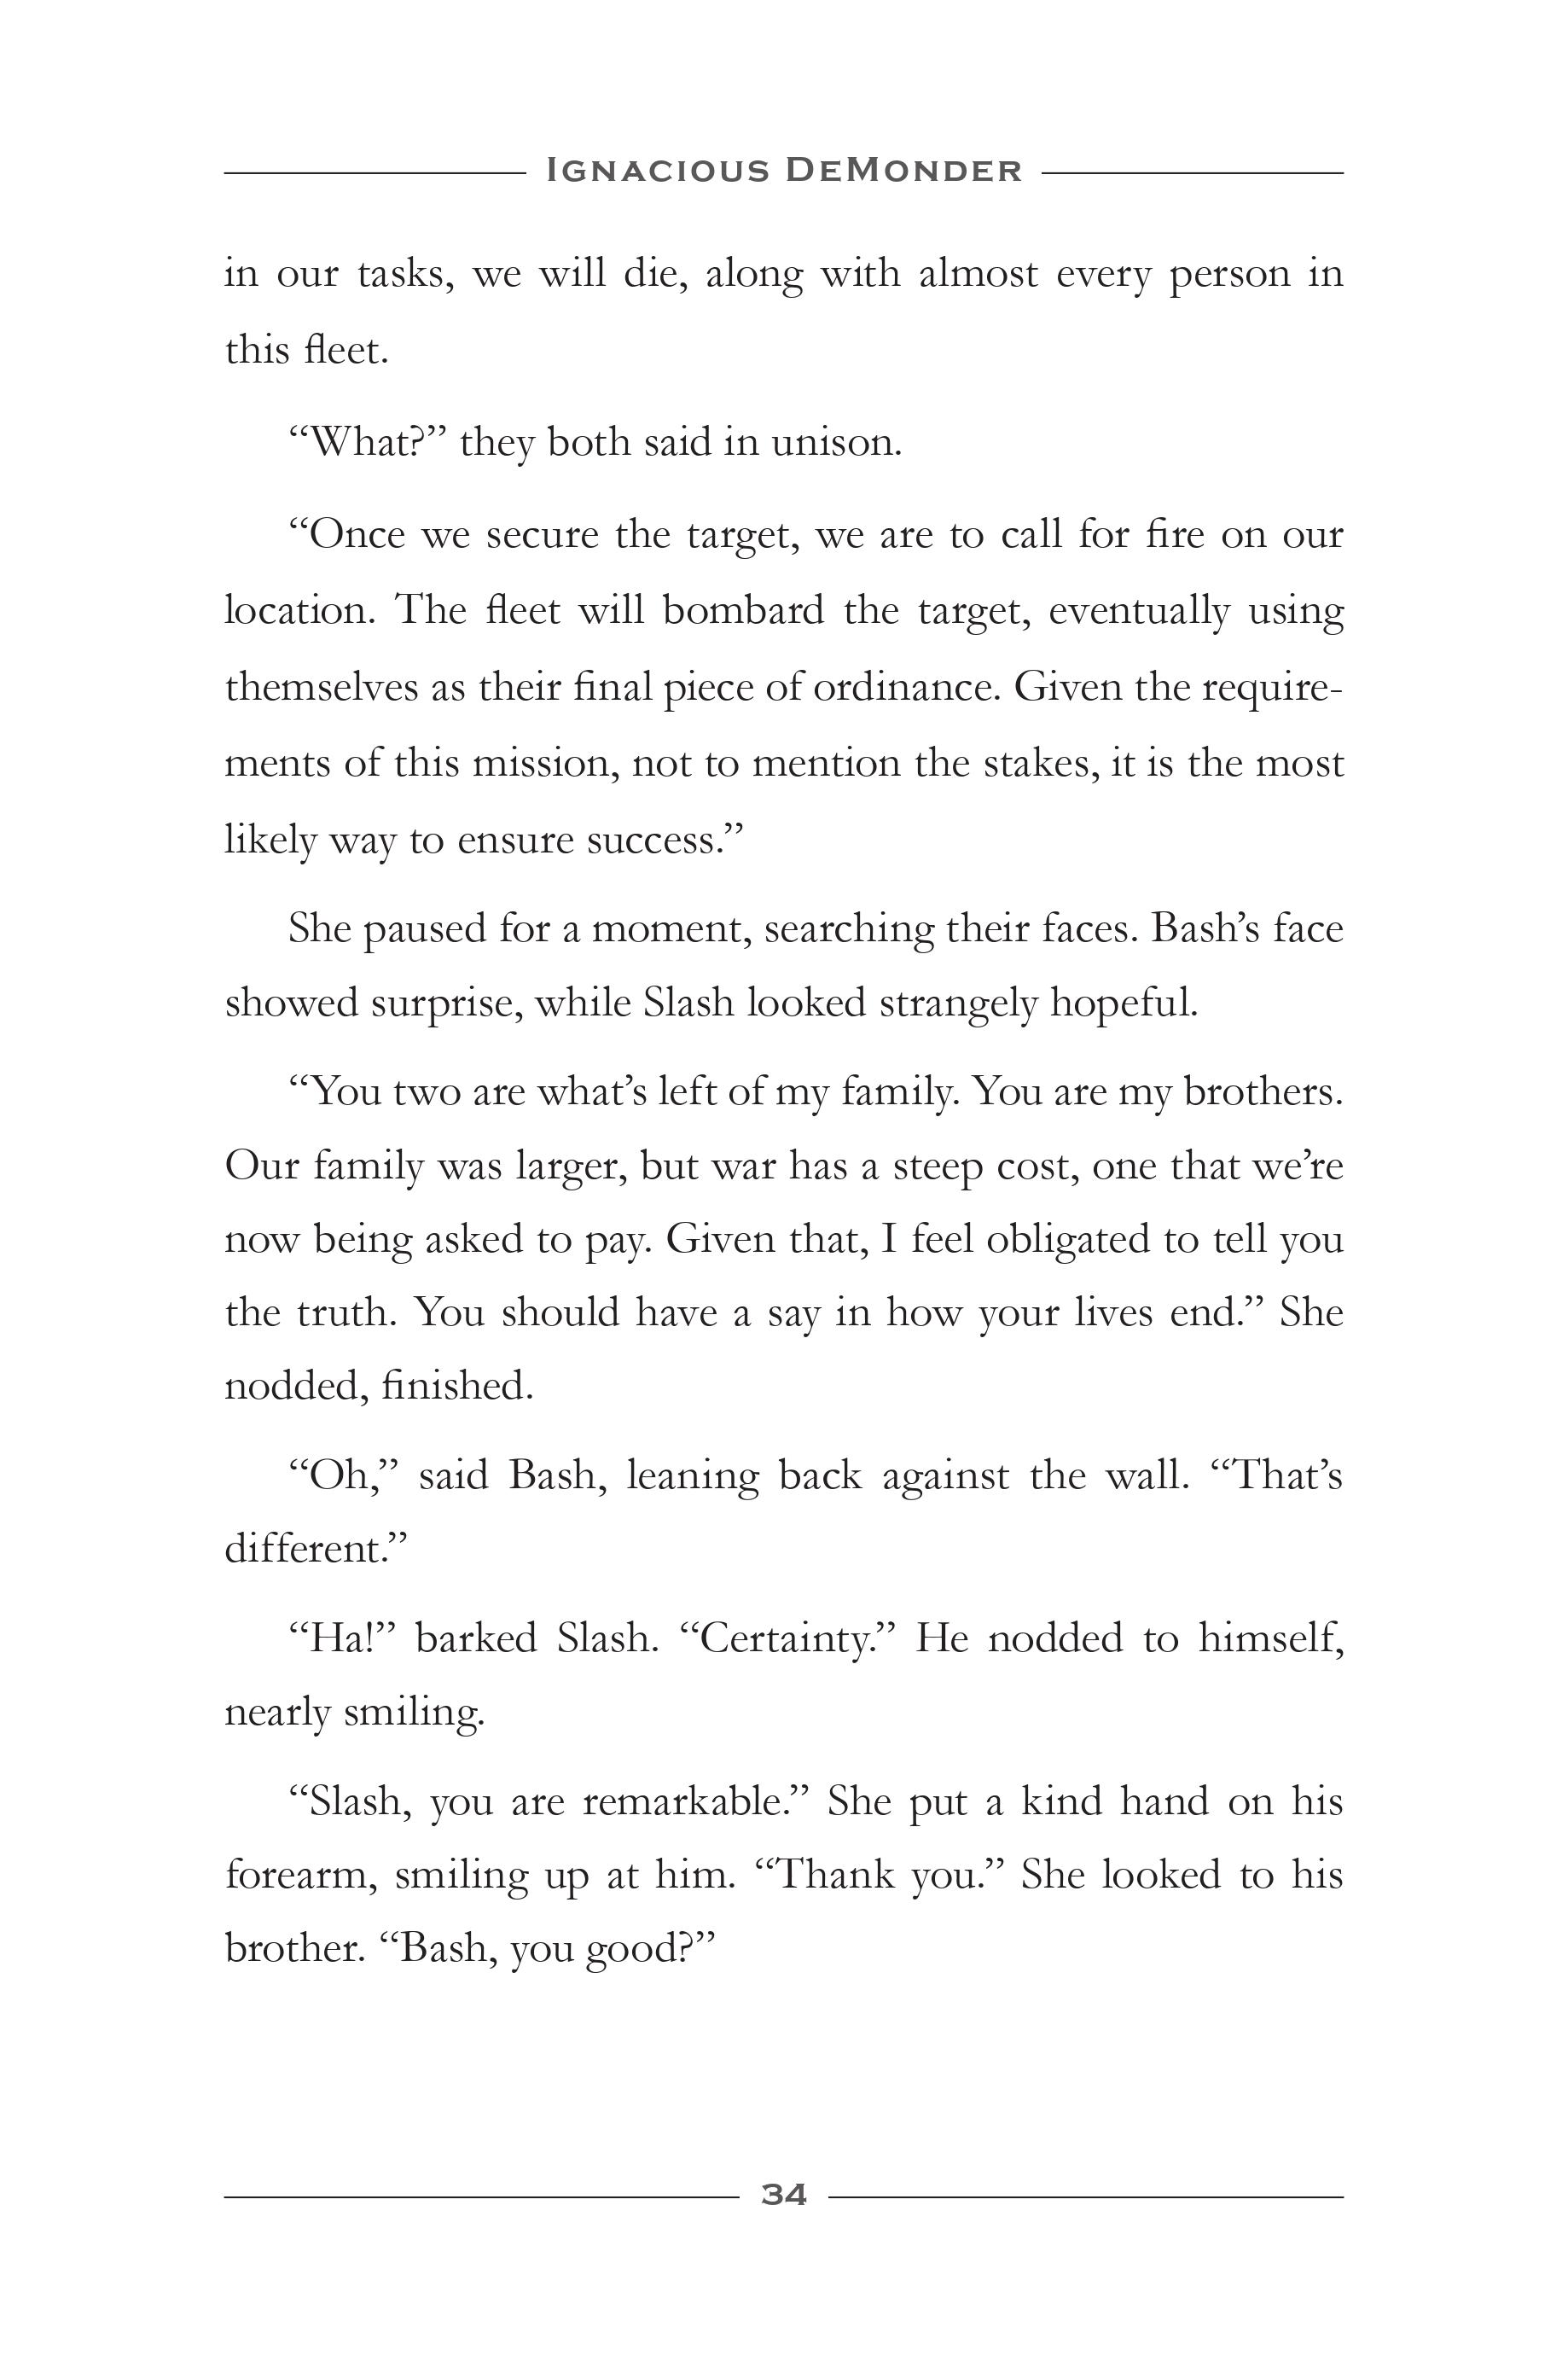 Ignacious DeMonder
in our tasks, we will die, along with almost every person in
this fleet.
“What?” they both said in unison.
“Once we secure the target, we are to call for fire on our
location. The fleet will bombard the target, eventually using
themselves as their final piece of ordinance. Given the require-
ments of this mission, not to mention the stakes, it is the most
likely way to ensure success.”
She paused for a moment, searching their faces. Bash’s face
showed surprise, while Slash looked strangely hopeful.
“You two are what’s left of my family. You are my brothers.
Our family was larger, but war has a steep cost, one that we’re
now being asked to pay. Given that, I feel obligated to tell you
the truth. You should have a say in how your lives end.” She
nodded, finished.
“Oh,” said Bash, leaning back against the wall. “That’s
different.”
“Ha!” barked Slash. “Certainty.” He nodded to himself,
nearly smiling.
“Slash, you are remarkable.” She put a kind hand on his
forearm, smiling up at him. “Thank you.” She looked to his
brother. “Bash, you good?”
34